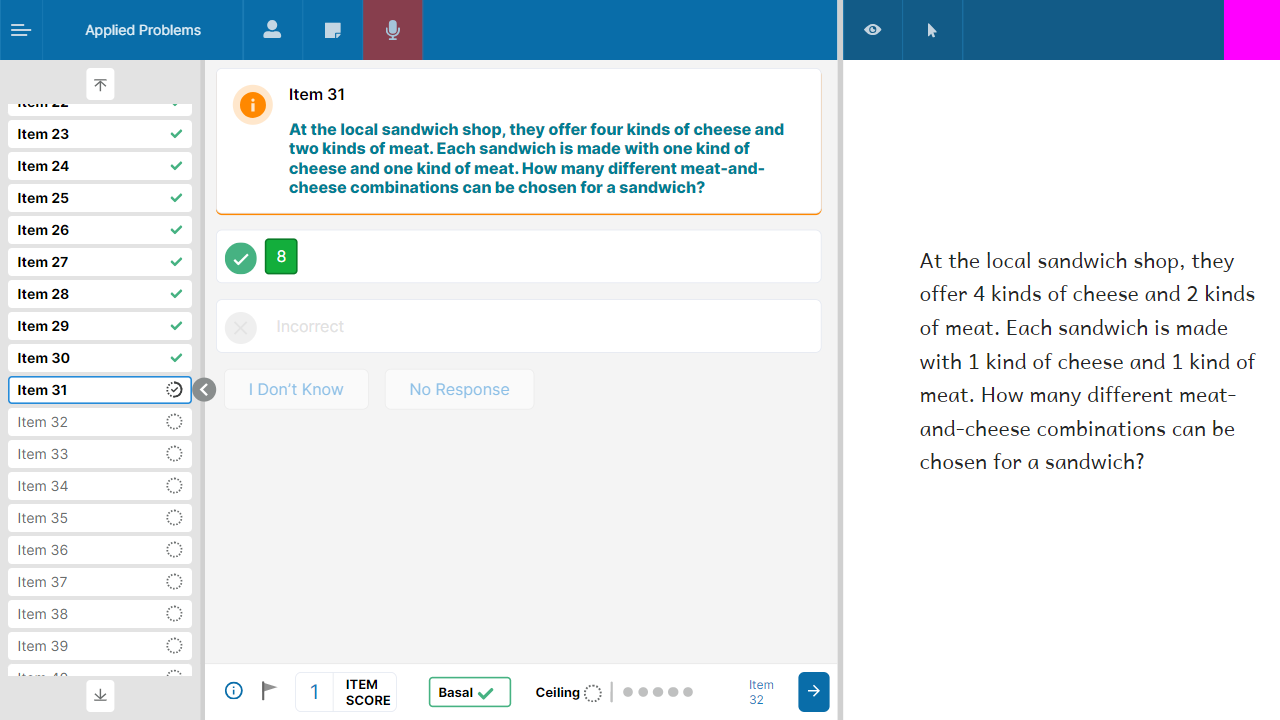 Applied Problems
Item 22
Item 23
Item 24
Item 25
Item 26
Item 27
Item 28
Item 29
Item 30
Item 31
Item 32
Item 33
Item 34
Item 35
Item 36
Item 37
Item 38
Item 39
Item 31
At the local sandwich shop, they offer four kinds of cheese and
two kinds of meat. Each sandwich is made with one kind of
cheese and one kind of meat. How many different meat-and-
cheese combinations can be chosen for a sandwich?
8
Incorrect
I Don't Know
No Response
1
ITEM
SCORE
Basal
Ceiling
Item
32
At the local sandwich shop, they
offer 4 kinds of cheese and 2 kinds
of meat. Each sandwich is made
with 1 kind of cheese and 1 kind of
meat. How many different meat-
and-cheese combinations can be
chosen for a sandwich?